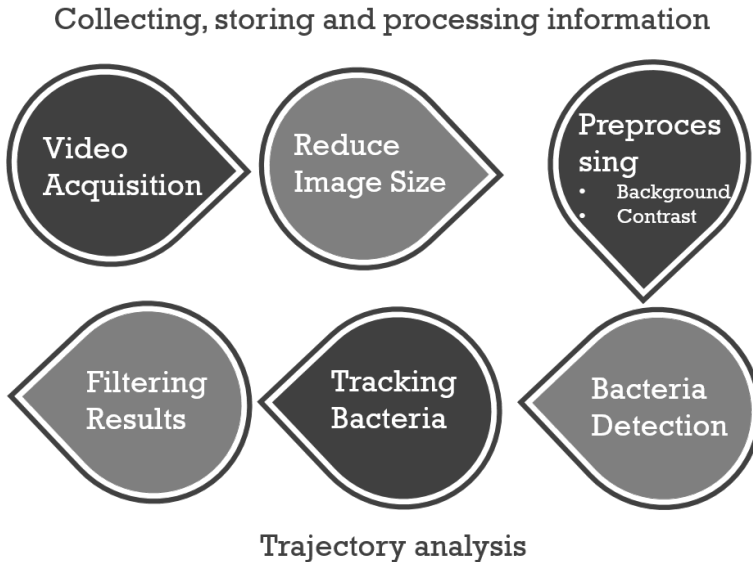 Collecting, storing and processing information
Video
Acquisition
Reduce
Image Size
Preproces
sing
• Background
• Contrast
Filtering
Results
Tracking
Bacteria
Bacteria
Detection
Trajectory analysis